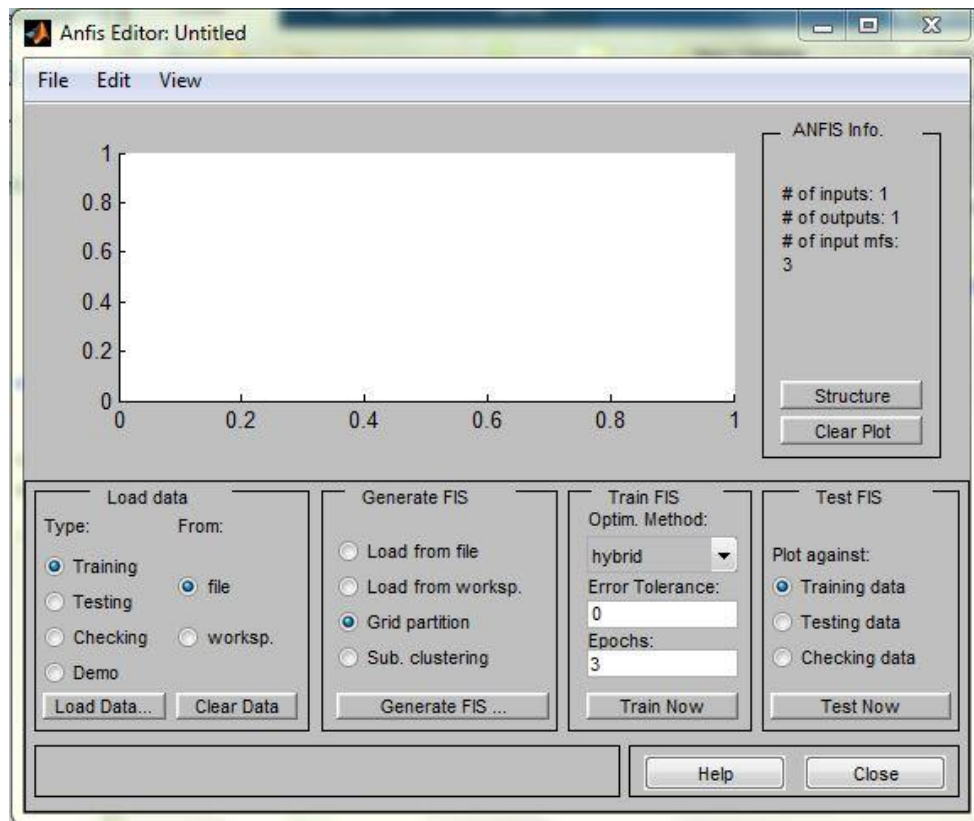 Anfis Editor: Untitled
File Edit View
ANFIS Info.
# of inputs: 1
# of outputs: 1
# of input mfs:
3
Structure
Clear Plot
1
0.8
0.6
0.4
0.2
0
0 0.2 0.4 0.6 0.8 1
Load data
Type: From:
Training
Testing
Checking
Demo
file
worksp.
Load Data... Clear Data
Generate FIS
Load from file
Load from worksp.
Grid partition
Sub. clustering
Generate FIS ...
Train FIS
Optim. Method:
hybrid
Error Tolerance:
0
Epochs:
3
Train Now
Test FIS
Plot against:
Training data
Testing data
Checking data
Test Now
Help Close